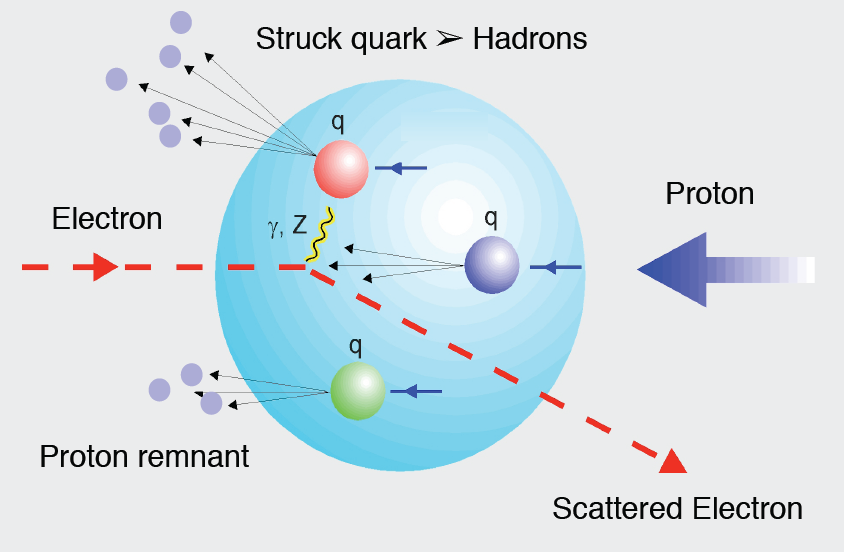 Struck quark ➢ Hadrons
q
Proton
Electron
γ, Z
q
q
Proton remnant
Scattered Electron